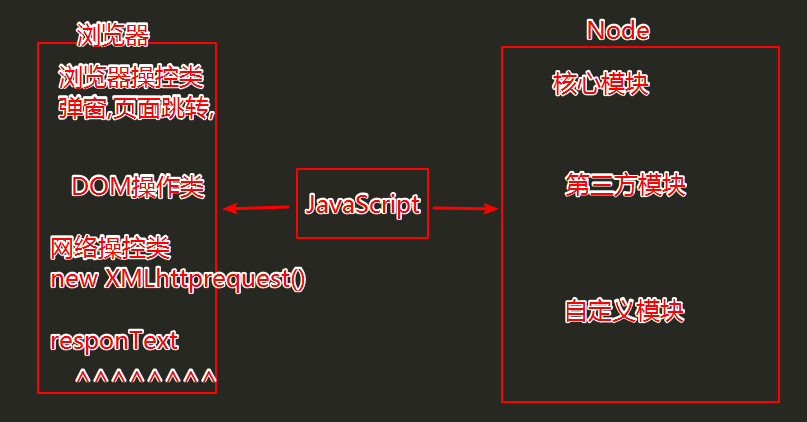 浏览器
浏览器操控类
弹窗,页面跳转,
DOM操作类
网络操控类
new XMLhttprequest()
responText
^^^^^^^^
JavaScript
Node
核心模块
第三方模块
自定义模块